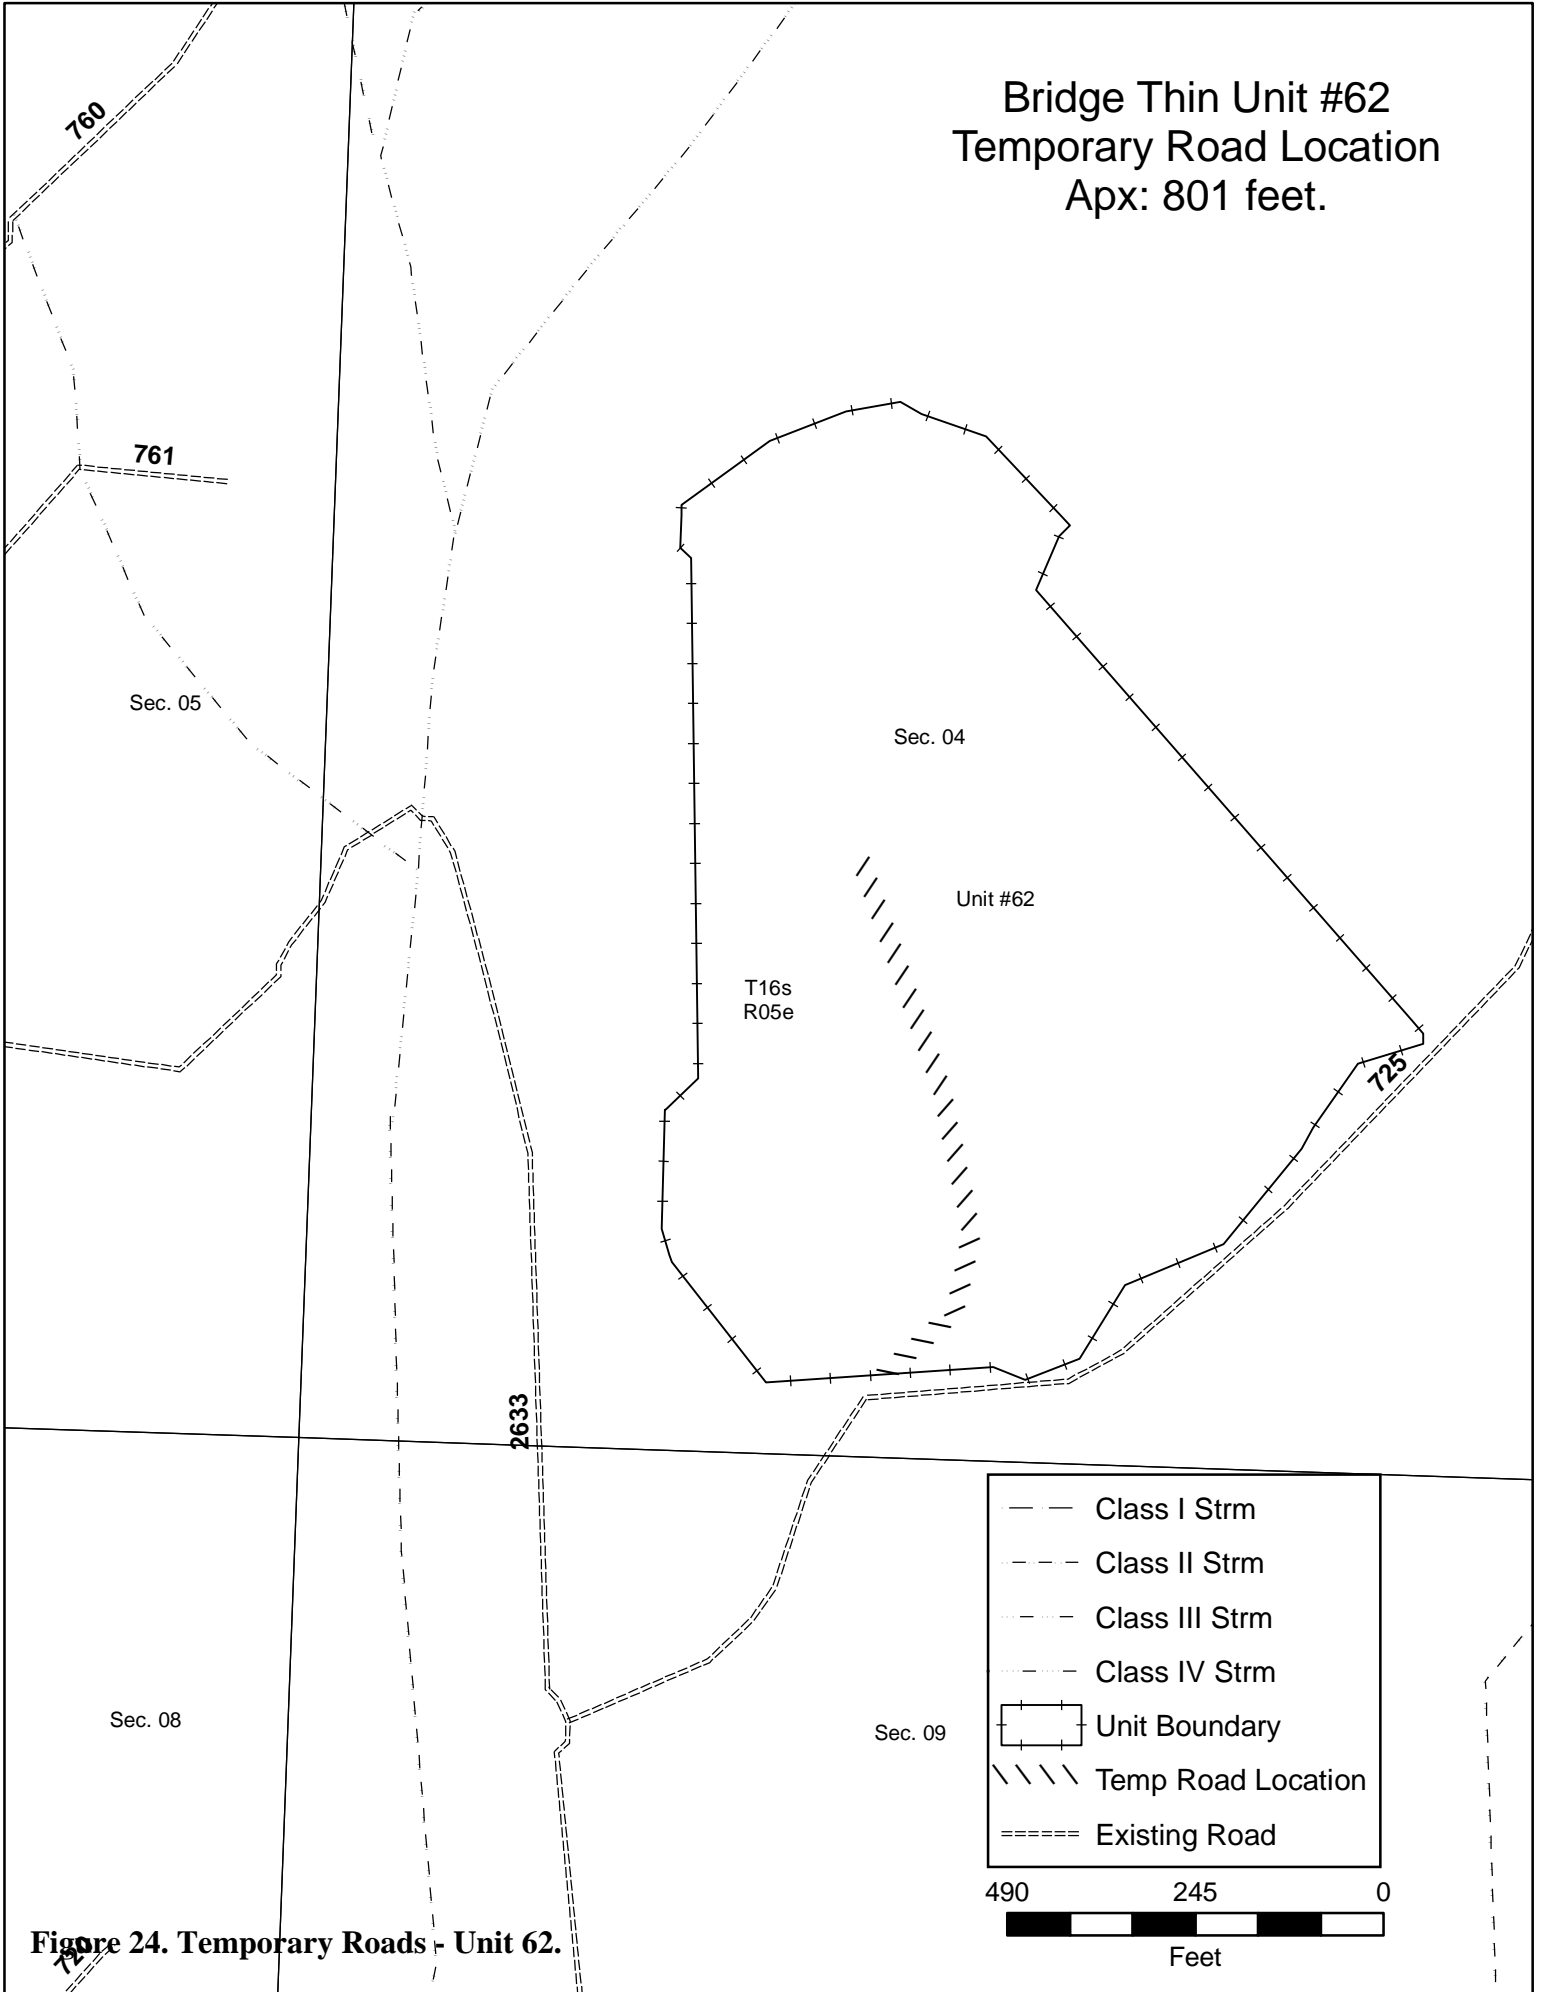 Bridge Thin Unit #62
Temporary Road Location
Apx: 801 feet.
760
761
Sec. 05
Sec. 04
Unit #62
T16s
R05e
725
2633
Class I Strm
Class II Strm
Class III Strm
Class IV Strm
Unit Boundary
Temp Road Location
Existing Road
Sec. 08
Sec. 09
490 245 0
Feet
Figure 24. Temporary Roads - Unit 62.
720